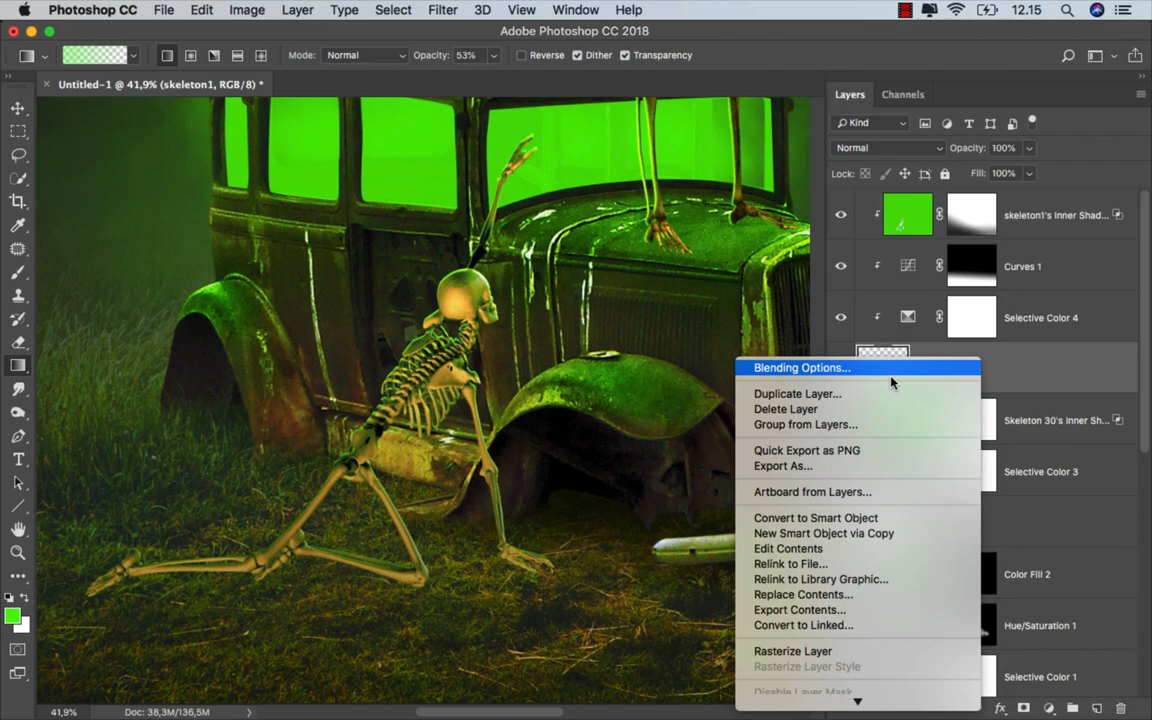 Photoshop CC File Edit Image Layer Type Select Filter 3D View Window Help 12.15
Adobe Photoshop CC 2018
Mode: Normal Opacity: 53% Reverse Dither Transparency
× Untitled-1 @ 41,9% (skeleton1, RGB/8) *
Layers Channels
Kind
Normal Opacity: 100%
Lock: Fill: 100%
skeleton1's Inner Shad...
Curves 1
Selective Color 4
Blending Options...
Duplicate Layer...
Delete Layer
Group from Layers...
Quick Export as PNG
Export As...
Artboard from Layers...
Convert to Smart Object
New Smart Object via Copy
Edit Contents
Relink to File...
Relink to Library Graphic...
Replace Contents...
Export Contents...
Convert to Linked...
Rasterize Layer
Rasterize Layer Style
Disable Layer Mask
Skeleton 30's Inner Sh...
Selective Color 3
Color Fill 2
Hue/Saturation 1
Selective Color 1
41,9% Doc: 38,3M/136,5M
fx